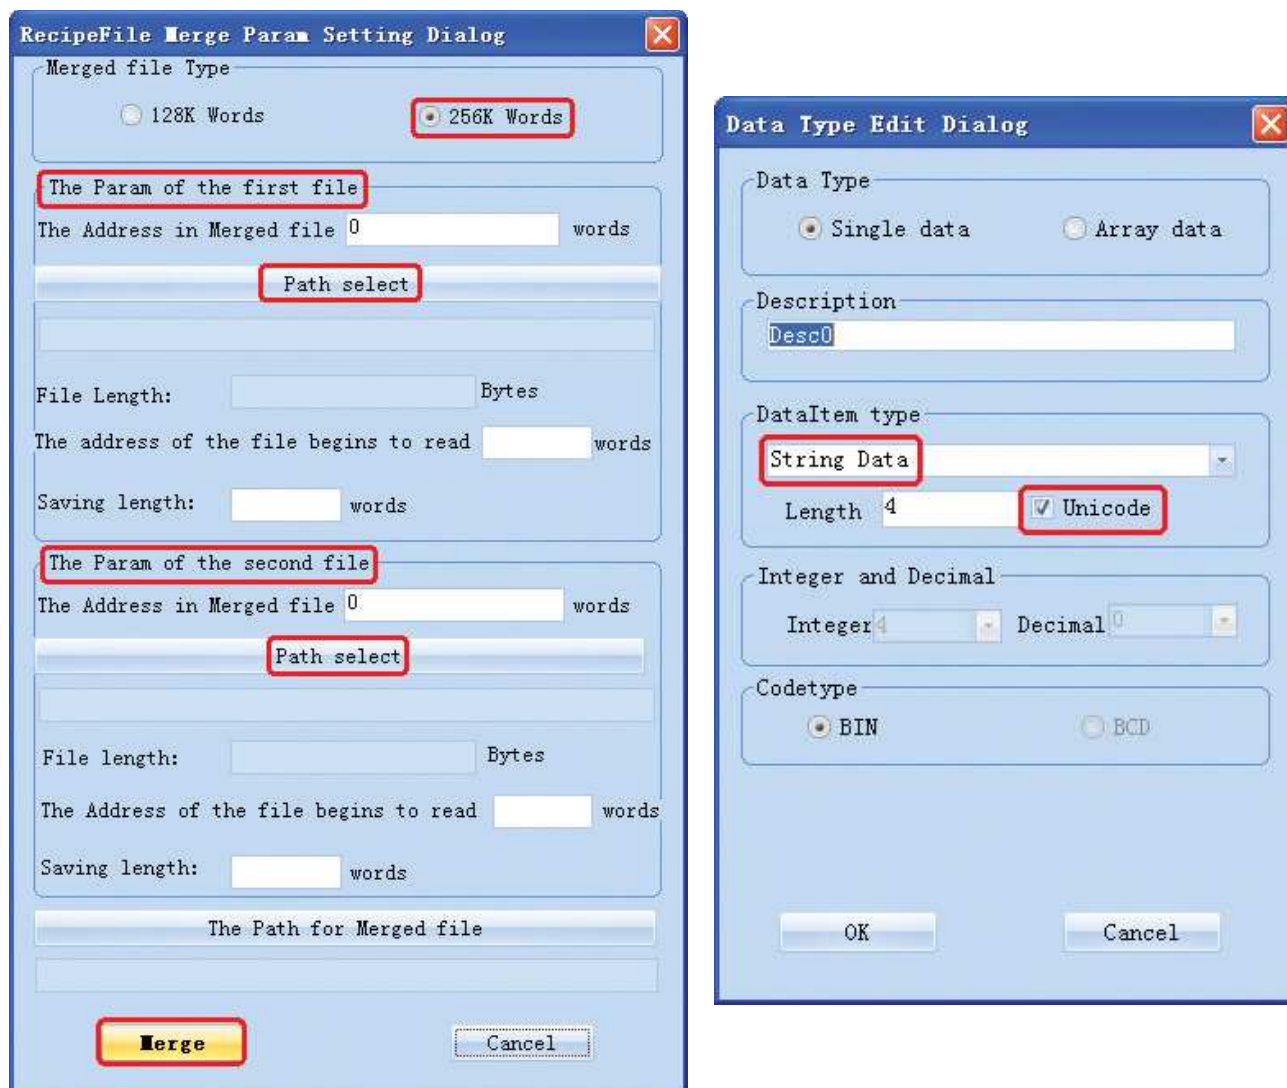 RecipeFile Merge Param Setting Dialog
Merged file Type
128K Words 256K Words
The Param of the first file
The Address in Merged file 0 words
Path select
File Length: Bytes
The address of the file begins to read words
Saving length: words
The Param of the second file
The Address in Merged file 0 words
Path select
File length: Bytes
The Address of the file begins to read words
Saving length: words
The Path for Merged file
Merge Cancel
Data Type Edit Dialog
Data Type
Single data Array data
Description
Desc0
DataItem type
String Data
Length 4 Unicode
Integer and Decimal
Integer 4 Decimal 0
Codetype
BIN BCD
OK Cancel